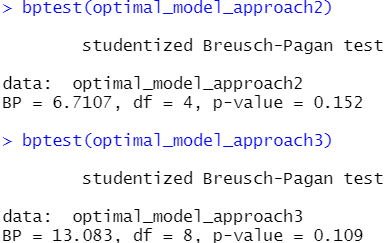 > bptest(optimal_model_approach2)
studentized Breusch-Pagan test
data: optimal_model_approach2
BP = 6.7107, df = 4, p-value = 0.152
> bptest(optimal_model_approach3)
studentized Breusch-Pagan test
data: optimal_model_approach3
BP = 13.083, df = 8, p-value = 0.109